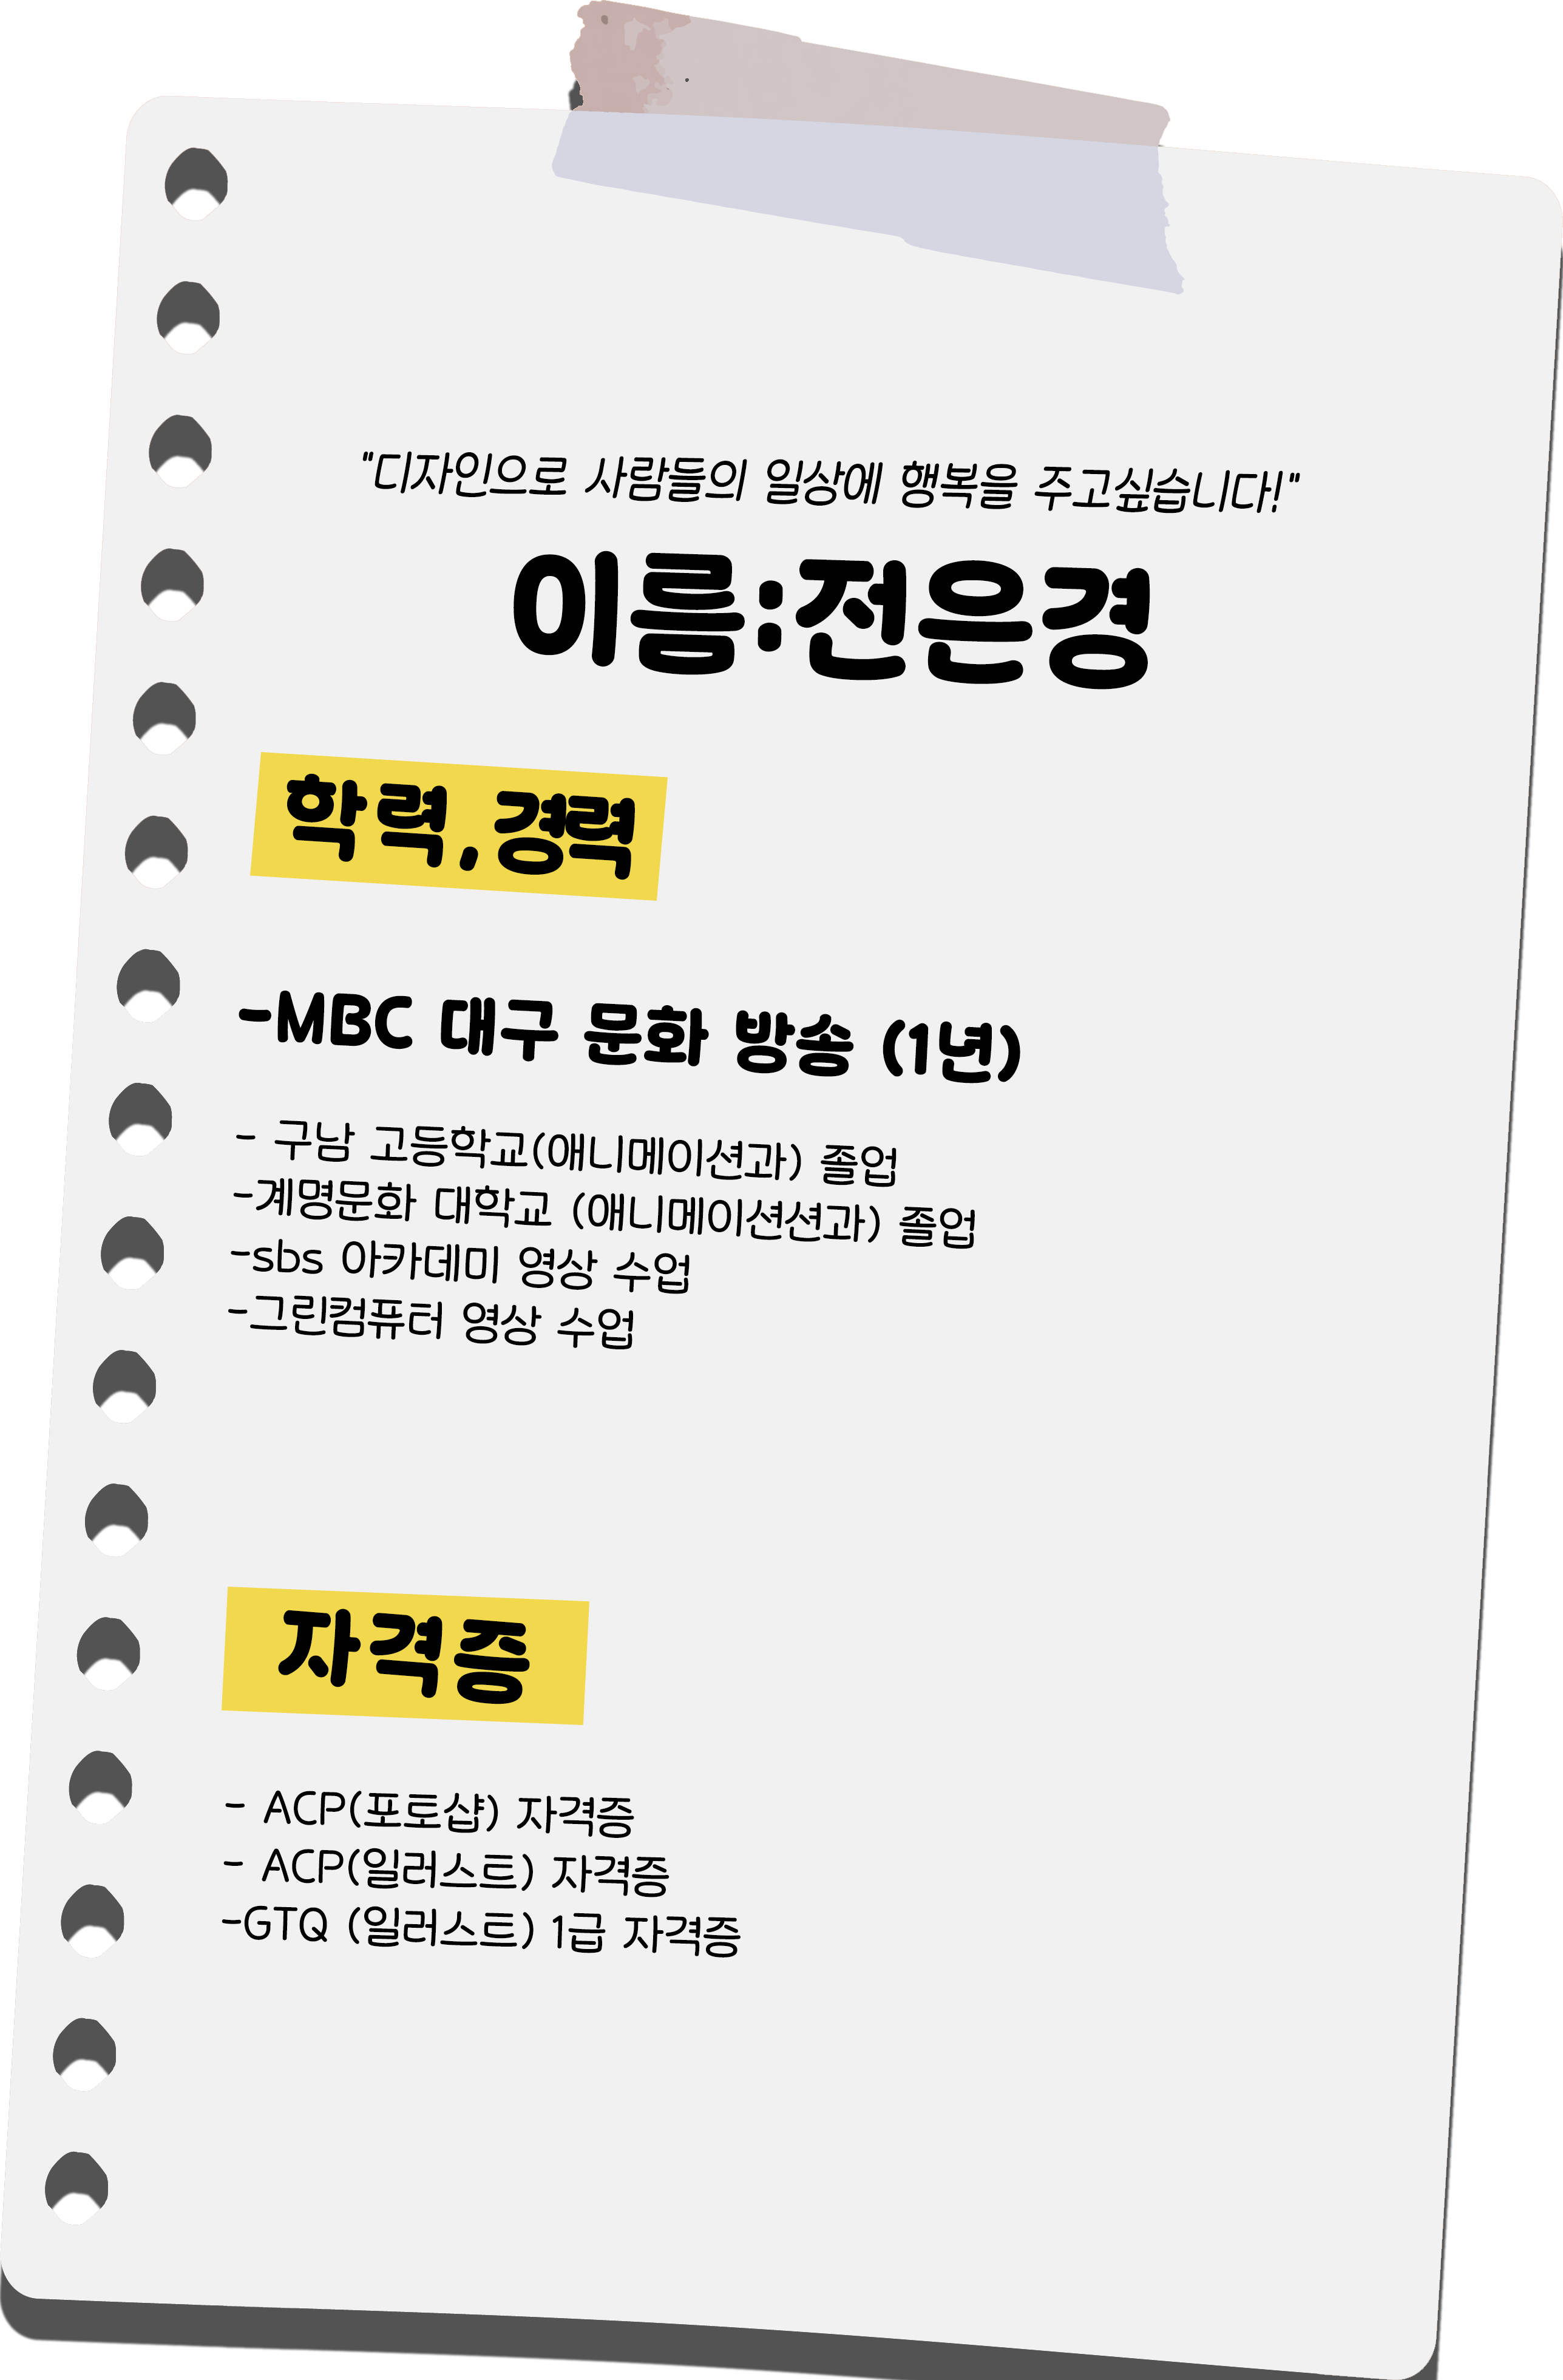 "디자인으로 사람들의 일상에 행복을 주고싶습니다!"
이름:전은경
학력,경력
-MBC 대구 문화 방송 (1년)
- 구남 고등학교(애니메이션과) 졸업
-계명문화 대학교 (애니메이션션과) 졸업
-sbs 아카데미 영상 수업
-그린컴퓨터 영상 수업
자격증
- ACP(포토샵) 자격증
- ACP(일러스트) 자격증
-GTQ (일러스트) 1급 자격증